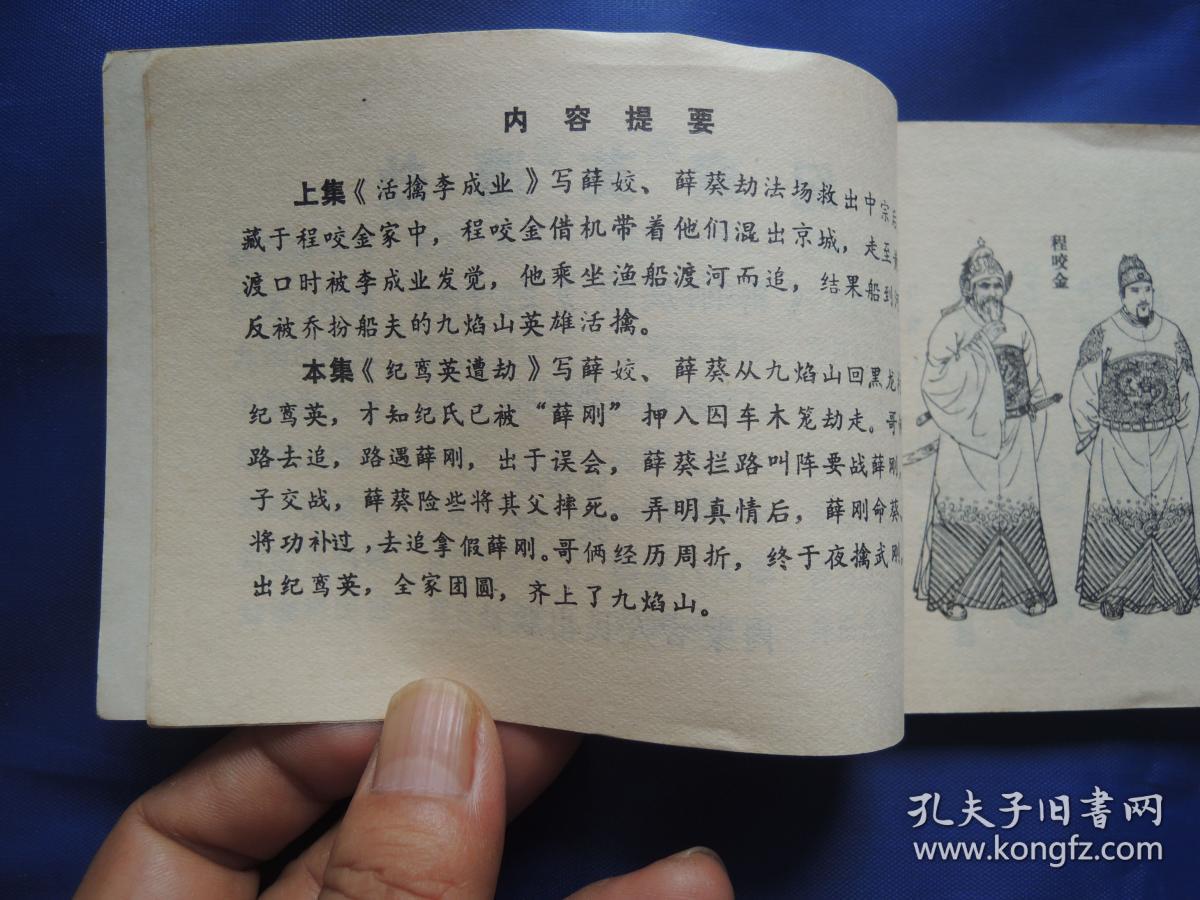 内容提要
上集《活擒李成业》写薛姣、薛葵劫法场救出中宗后
藏于程咬金家中，程咬金借机带着他们混出京城，走至
渡口时被李成业发觉，他乘坐渔船渡河而追，结果船到河
反被乔扮船夫的九焰山英雄活擒。
本集《纪鸾英遭劫》写薛姣、薛葵从九焰山回黑龙
纪鸾英，才知纪氏已被“薛刚”押入囚车木笼劫走。哥
路去追，路遇薛刚，出于误会，薛葵拦路叫阵要战薛刚，
子交战，薛葵险些将其父摔死。弄明真情后，薛刚命葵、
将功补过，去追拿假薛刚。哥俩经历周折，终于夜擒武刚，
出纪鸾英，全家团圆，齐上了九焰山。
程咬金
孔夫子旧書网
www.kongfz.com